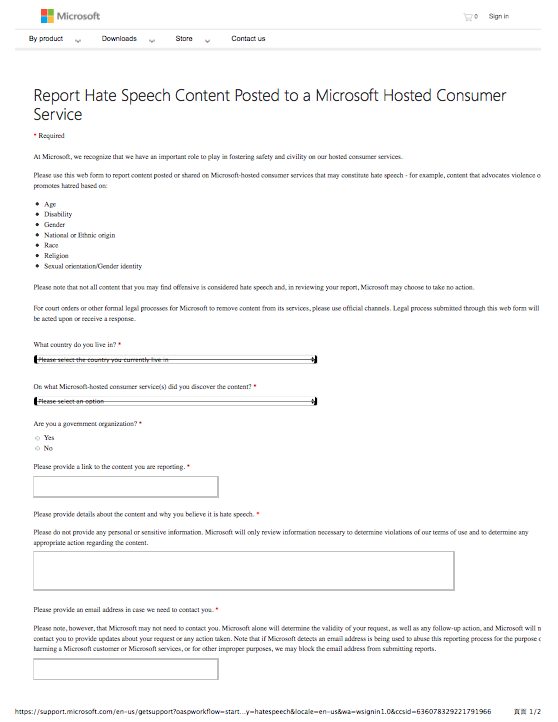 Microsoft
0 Sign in
By product Downloads Store Contact us
Report Hate Speech Content Posted to a Microsoft Hosted Consumer
Service
* Required
At Microsoft, we recognize that we have an important role to play in fostering safety and civility on our hosted consumer services.
Please use this web form to report content posted or shared on Microsoft-hosted consumer services that may constitute hate speech - for example, content that advocates violence o
promotes hatred based on:
• Age
• Disability
• Gender
• National or Ethnic origin
• Race
• Religion
• Sexual orientation/Gender identity
Please note that not all content that you may find offensive is considered hate speech and, in reviewing your report, Microsoft may choose to take no action.
For court orders or other formal legal processes for Microsoft to remove content from its services, please use official channels. Legal process submitted through this web form will
be acted upon or receive a response.
What country do you live in? *
Please select the country you currently live in
On what Microsoft-hosted consumer service(s) did you discover the content? *
Please select an option
Are you a government organization? *
Yes
No
Please provide a link to the content you are reporting. *
Please provide details about the content and why you believe it is hate speech. *
Please do not provide any personal or sensitive information. Microsoft will only review information necessary to determine violations of our terms of use and to determine any
appropriate action regarding the content.
Please provide an email address in case we need to contact you. *
Please note, however, that Microsoft may not need to contact you. Microsoft alone will determine the validity of your request, as well as any follow-up action, and Microsoft will n
contact you to provide updates about your request or any action taken. Note that if Microsoft detects an email address is being used to abuse this reporting process for the purpose o
harming a Microsoft customer or Microsoft services, or for other improper purposes, we may block the email address from submitting reports.
https://support.microsoft.com/en-us/getsupport?oaspworkflow=start...y=hatespeech&locale=en-us&wa=wsignin1.0&ccsid=636078329221791966 頁頁 1/2